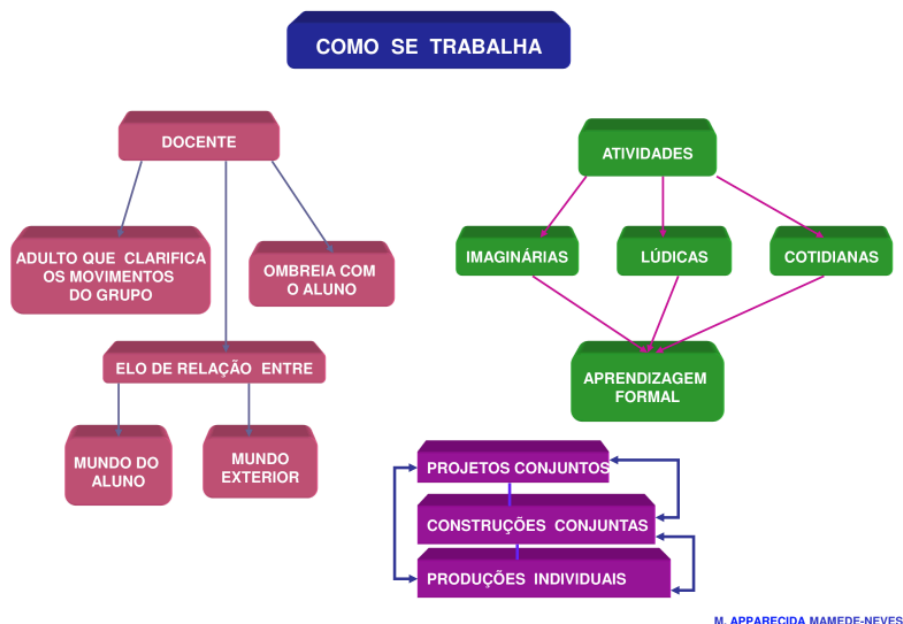 COMO SE TRABALHA
DOCENTE
ADULTO QUE CLARIFICA
OS MOVIMENTOS
DO GRUPO
OMBREIA COM
O ALUNO
ELO DE RELAÇÃO ENTRE
MUNDO DO
ALUNO
MUNDO
EXTERIOR
ATIVIDADES
IMAGINÁRIAS
LÚDICAS
COTIDIANAS
APRENDIZAGEM
FORMAL
PROJETOS CONJUNTOS
CONSTRUÇÕES CONJUNTAS
PRODUÇÕES INDIVIDUAIS
M. APPARECIDA MAMEDE-NEVES